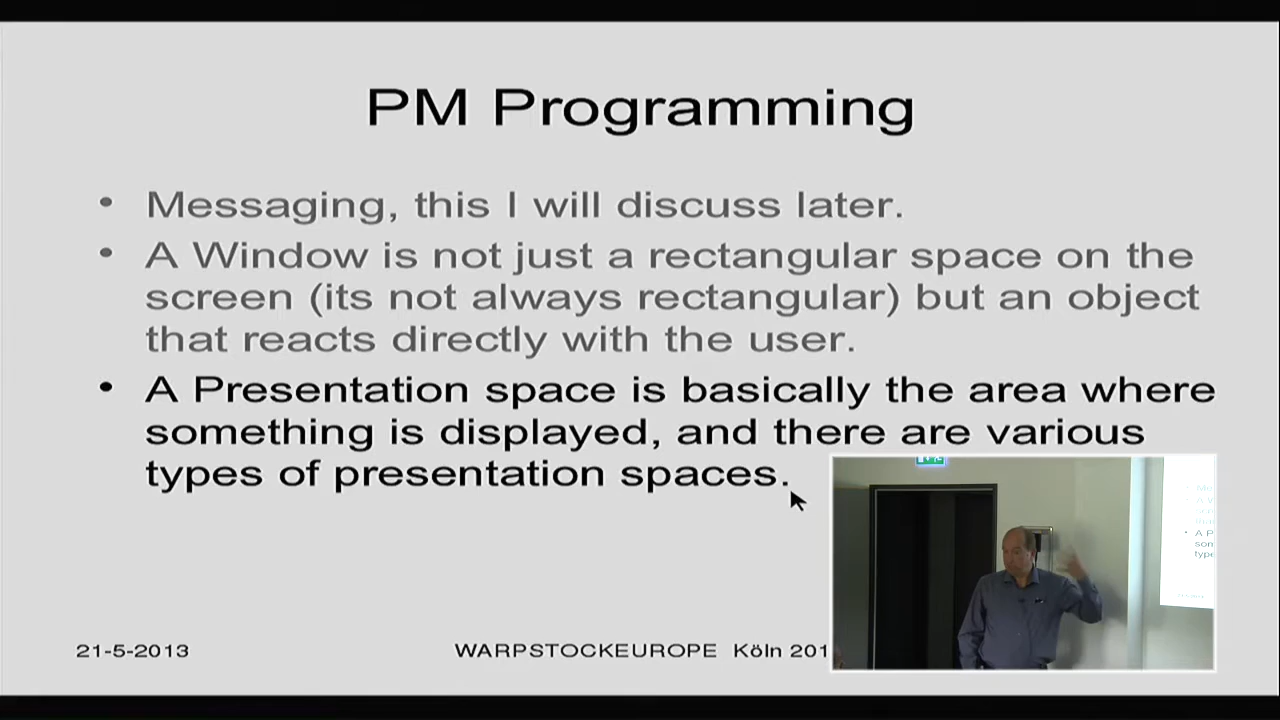 PM Programming
• Messaging, this I will discuss later.
• A Window is not just a rectangular space on the
screen (its not always rectangular) but an object
that reacts directly with the user.
• A Presentation space is basically the area where
something is displayed, and there are various
types of presentation spaces.
21-5-2013
WARPSTOCKEUROPE Köln 201